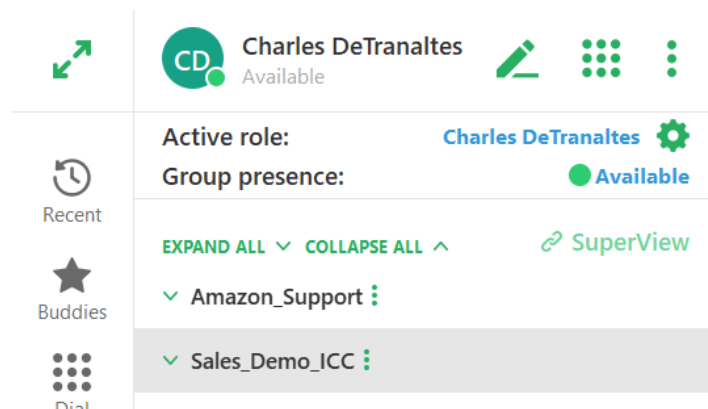 CD
Charles DeTranaltes
Available
Active role: Charles DeTranaltes
Group presence: Available
Recent
EXPAND ALL COLLAPSE ALL SuperView
Amazon_Support
Buddies
Sales_Demo_ICC
Dial